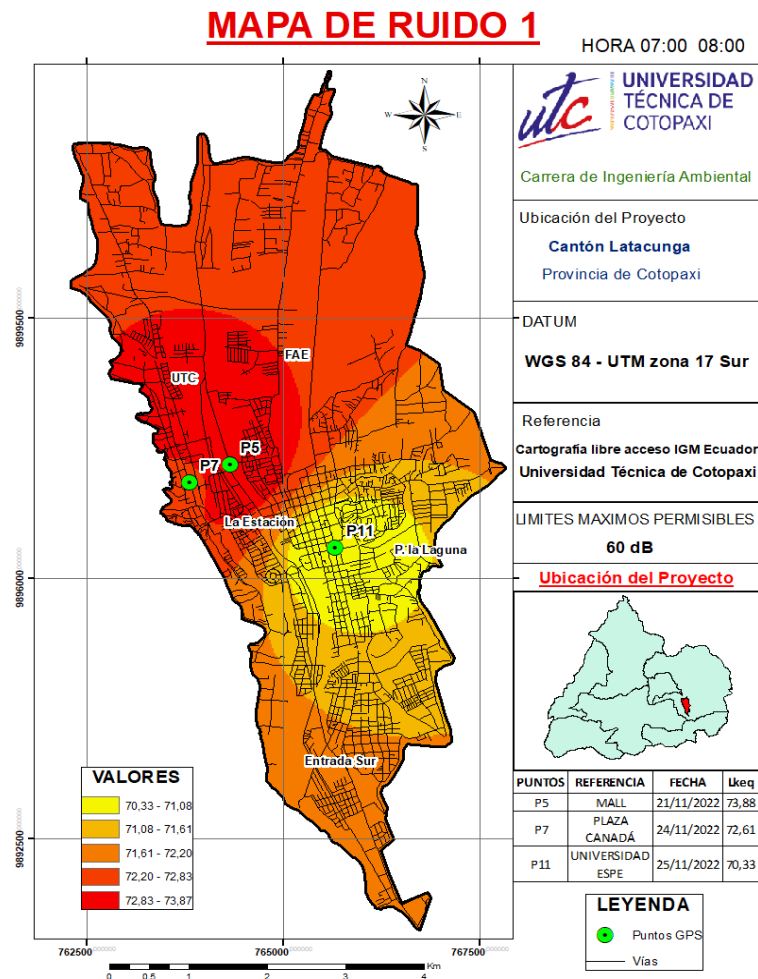 MAPA DE RUIDO 1
HORA 07:00 08:00
utc
UNIVERSIDAD
TÉCNICA DE
COTOPAXI
Carrera de Ingeniería Ambiental
Ubicación del Proyecto
Cantón Latacunga
Provincia de Cotopaxi
DATUM
WGS 84 - UTM zona 17 Sur
Referencia
Cartografía libre acceso IGM Ecuador
Universidad Técnica de Cotopaxi
LIMITES MAXIMOS PERMISIBLES
60 dB
Ubicación del Proyecto
PUNTOS REFERENCIA FECHA Lkeq
P5 MALL 21/11/2022 73,88
P7 PLAZA CANADÁ 24/11/2022 72,61
P11 UNIVERSIDAD ESPE 25/11/2022 70,33
LEYENDA
Puntos GPS
Vías
N
W E
S
FAE
UTC
P5
P7
La Estación
P11
P. la Laguna
Entrada Sur
VALORES
70,33 - 71,08
71,08 - 71,61
71,61 - 72,20
72,20 - 72,83
72,83 - 73,87
9899500
9896000
9892500
762500 765000 767500
Km
0 0,5 1 2 3 4